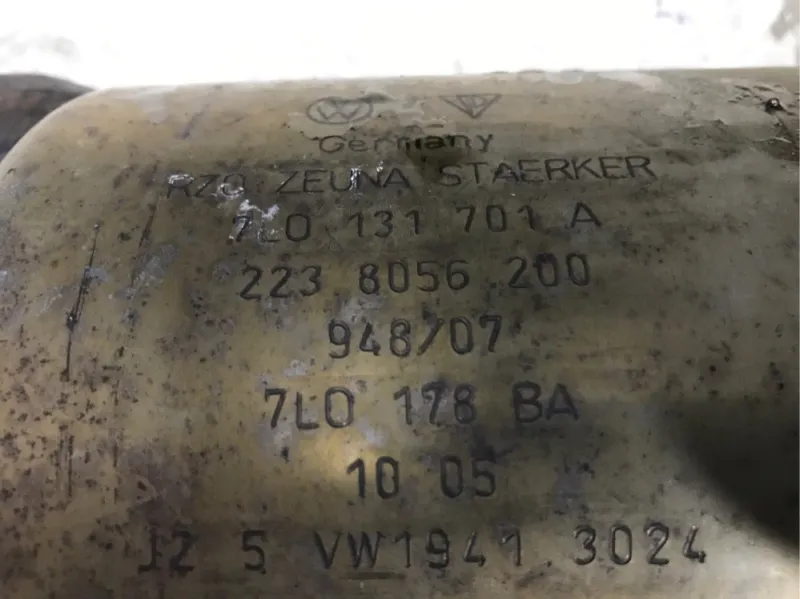 Germany
RZO ZEUNA STAERKER
7L0 131 701 A
223 8056 200
948/07
7L0 178 BA
10 05
JZ 5 VW1941 3024